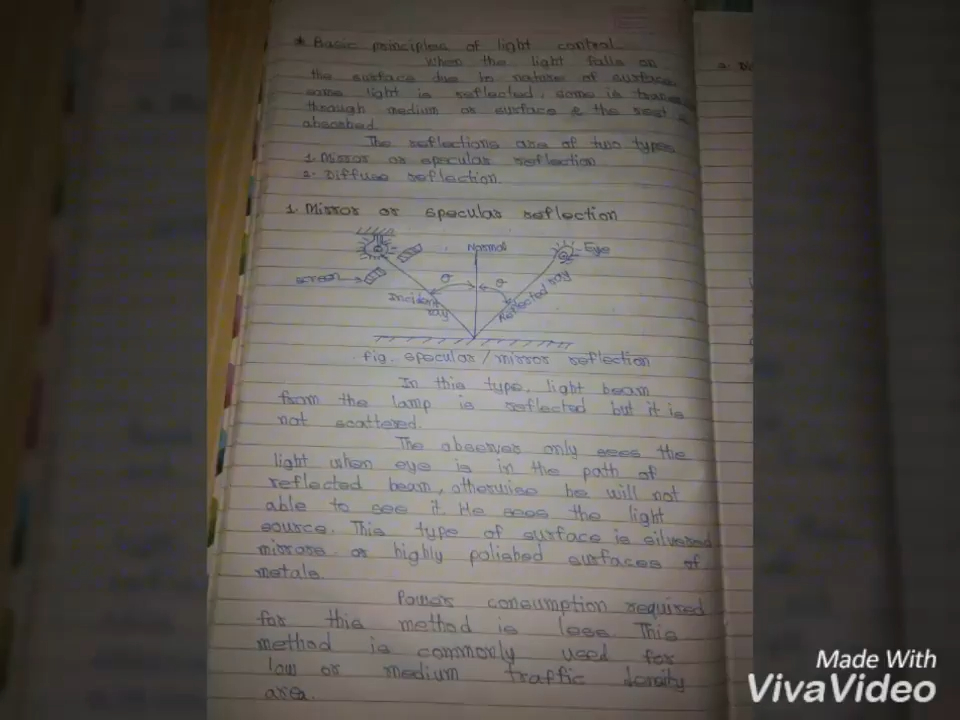 * Basic principles of light control.
When the light falls on
the surface due to nature of surface
some light is reflected, some is
through medium or surface & the rest
absorbed.
The reflections are of two types
1. Mirror or specular reflection
2. Diffuse reflection.
1. Mirror or specular reflection
Normal
Eye
screen
θ θ
Incident ray
Reflected ray
fig. specular/mirror reflection
In this type, light beam
from the lamp is reflected but it is
not scattered.
The observer only sees the
light when eye is in the path of
reflected beam, otherwise he will not
able to see it. He sees the light
source. This type of surface is silvered
mirrors or highly polished surfaces of
metals.
Power consumption required
for this method is less. This
method is commonly used for
low or medium traffic density
area.
2. Di
Made With
VivaVideo